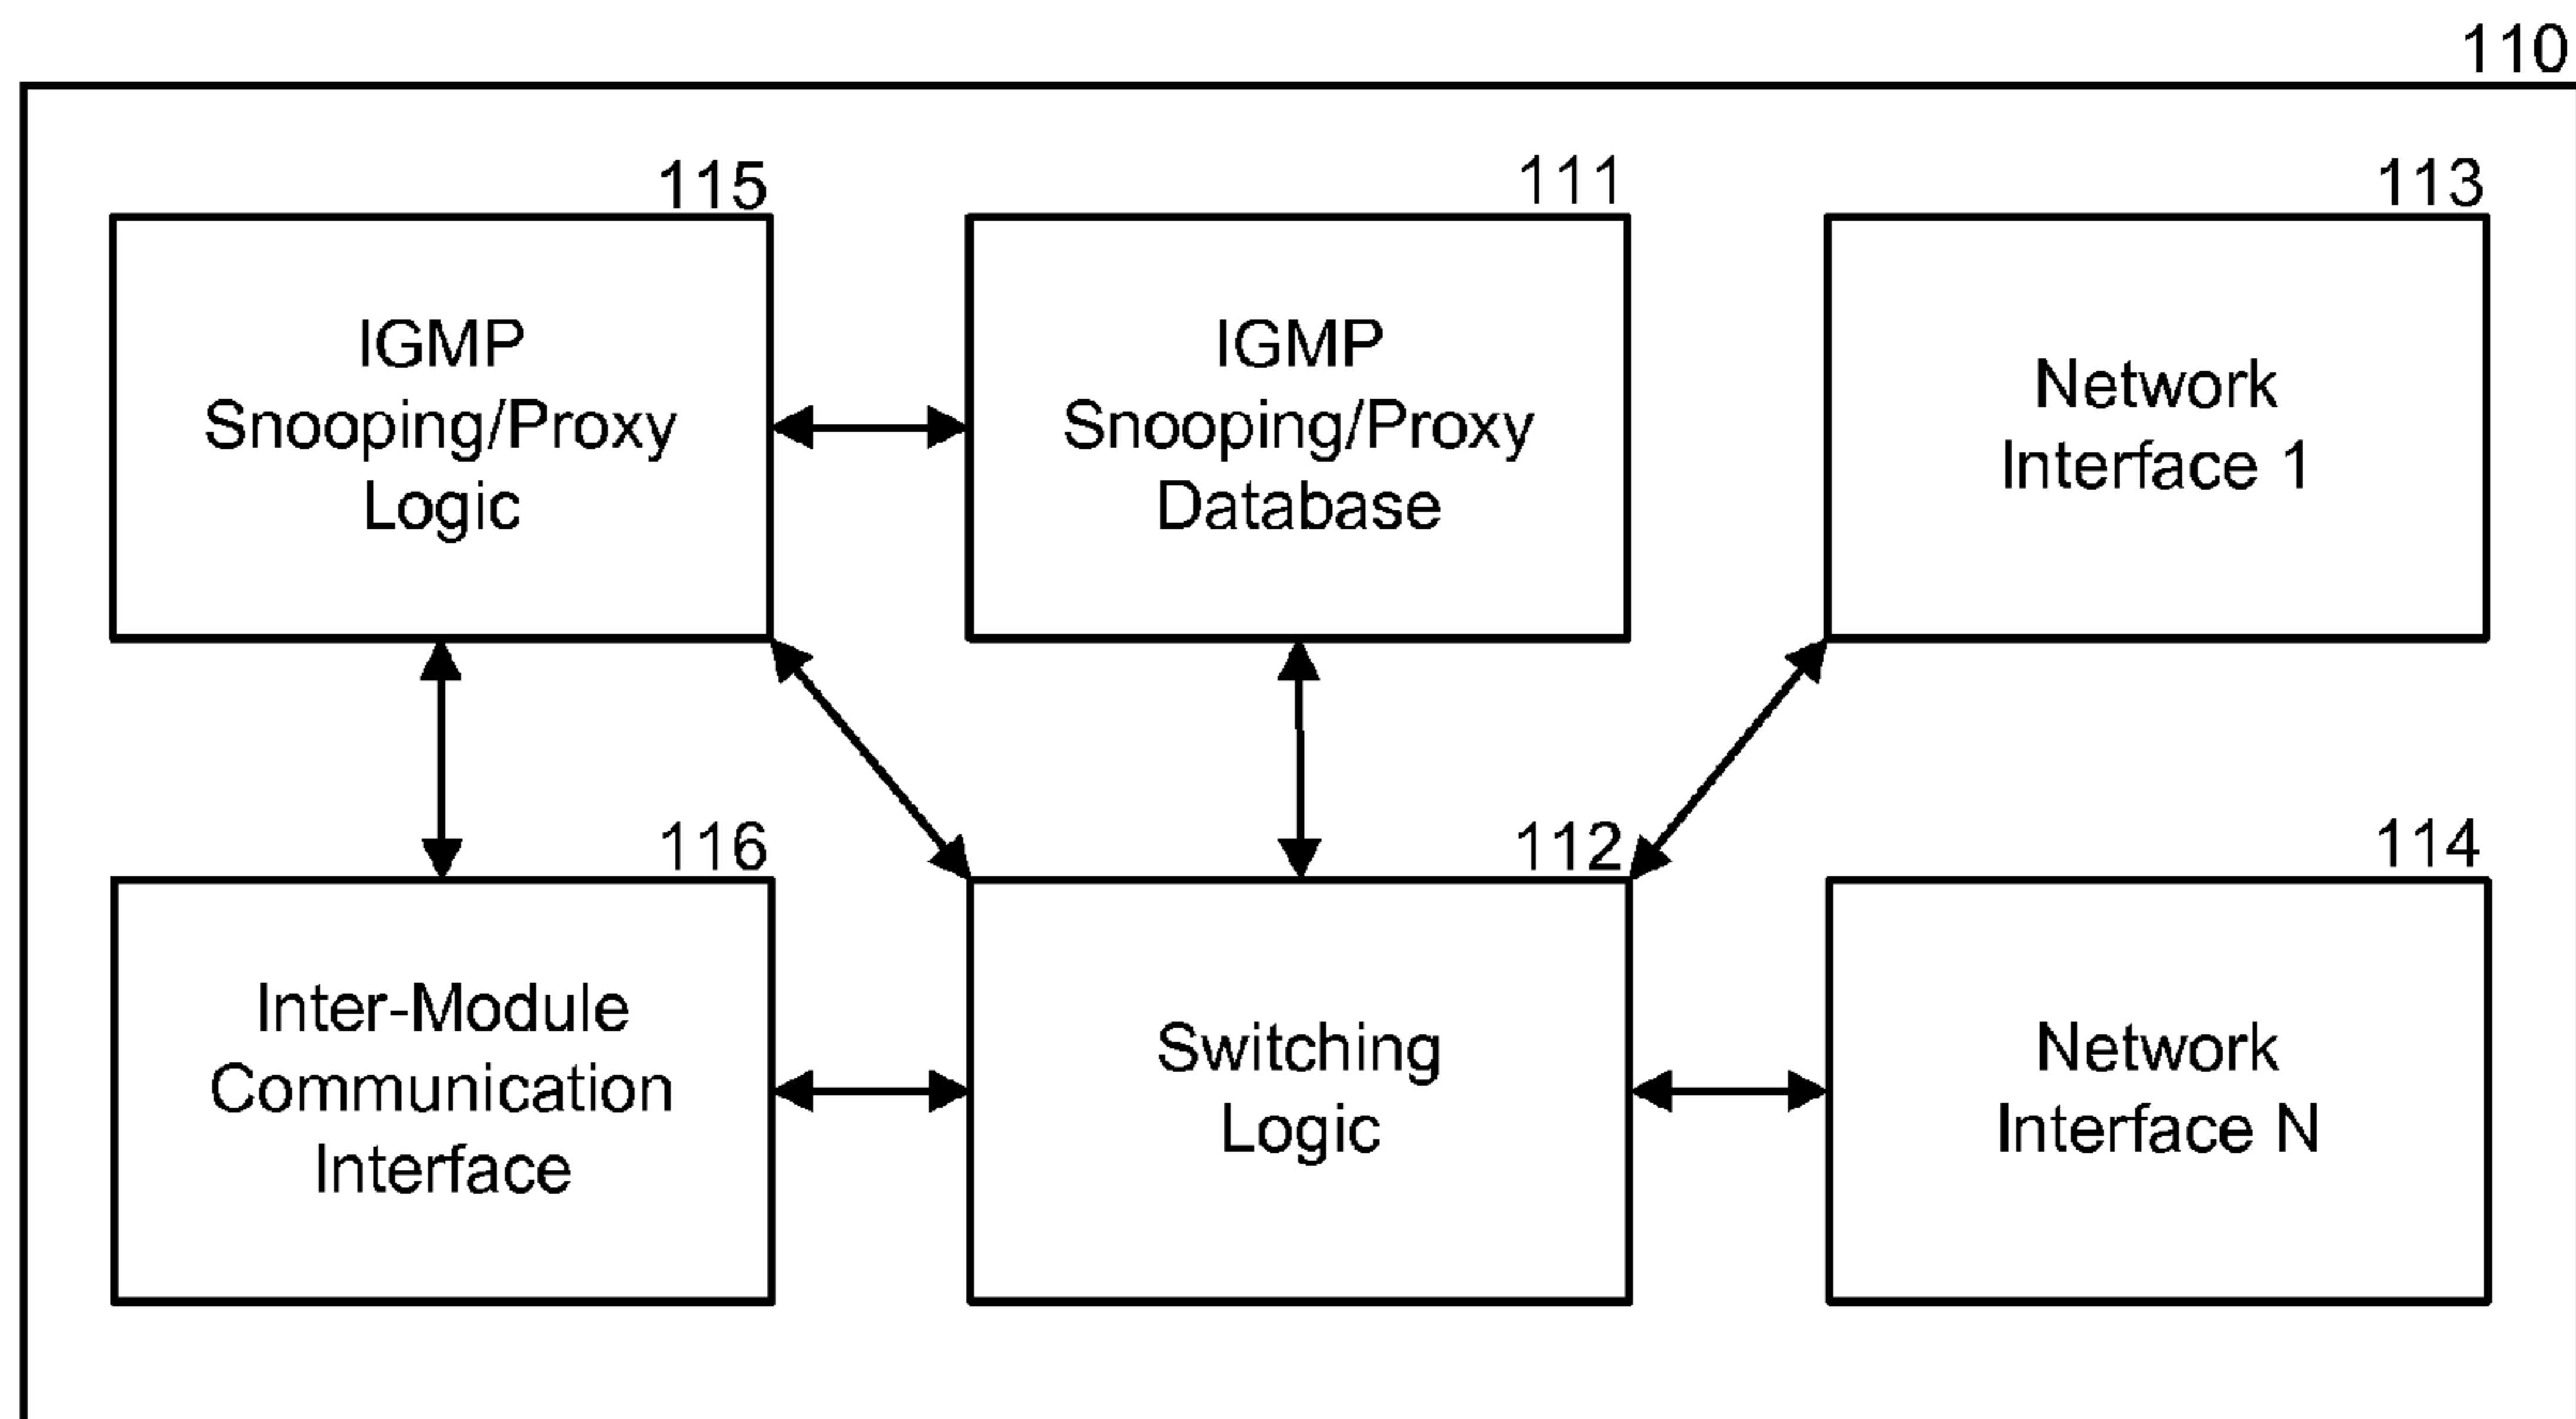 110
115
IGMP
Snooping/Proxy
Logic
111
IGMP
Snooping/Proxy
Database
113
Network
Interface 1
116
Inter-Module
Communication
Interface
112
Switching
Logic
114
Network
Interface N